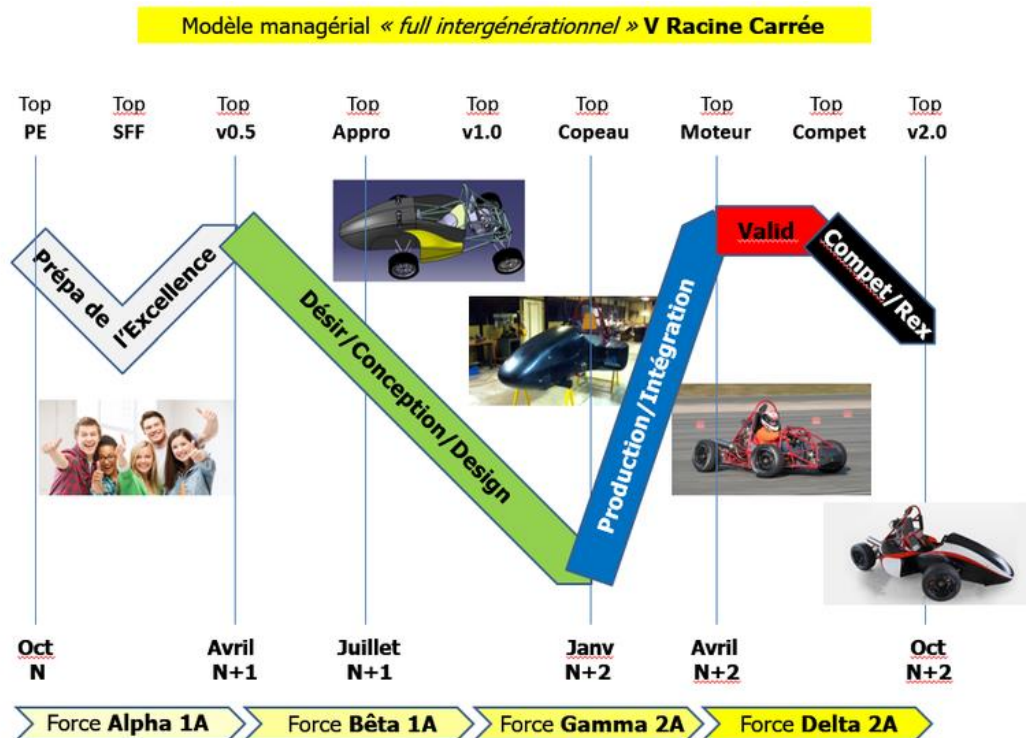 Modèle managérial « full intergénérationnel » V Racine Carrée
Top Top Top Top Top Top Top Top Top
PE SFF v0.5 Appro v1.0 Copeau Moteur Compet v2.0
Prépa de
l'Excellence
Désir/Conception/Design
Production/Intégration
Valid
Compet/Rex
Oct Avril Juillet Janv Avril Oct
N N+1 N+1 N+2 N+2 N+2
Force Alpha 1A Force Bêta 1A Force Gamma 2A Force Delta 2A